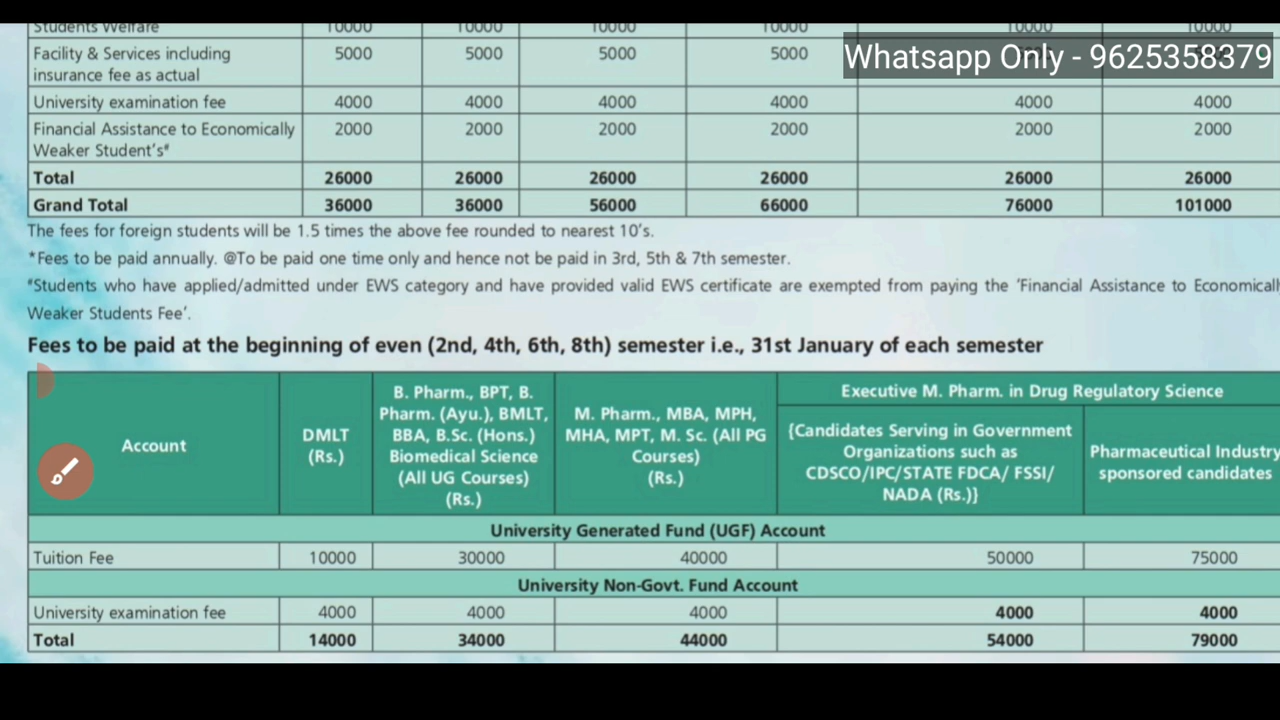 Students Welfare 10000 10000 10000 10000 10000 10000
Whatsapp Only - 9625358379
Facility & Services including
insurance fee as actual 5000 5000 5000 5000
University examination fee 4000 4000 4000 4000 4000 4000
Financial Assistance to Economically
Weaker Student's# 2000 2000 2000 2000 2000 2000
Total 26000 26000 26000 26000 26000 26000
Grand Total 36000 36000 56000 66000 76000 101000
The fees for foreign students will be 1.5 times the above fee rounded to nearest 10's.
*Fees to be paid annually. @To be paid one time only and hence not be paid in 3rd, 5th & 7th semester.
#Students who have applied/admitted under EWS category and have provided valid EWS certificate are exempted from paying the 'Financial Assistance to Economicall
Weaker Students Fee'.
Fees to be paid at the beginning of even (2nd, 4th, 6th, 8th) semester i.e., 31st January of each semester
Account
DMLT
(Rs.)
B. Pharm., BPT, B.
Pharm. (Ayu.), BMLT,
BBA, B.Sc. (Hons.)
Biomedical Science
(All UG Courses)
(Rs.)
M. Pharm., MBA, MPH,
MHA, MPT, M. Sc. (All PG
Courses)
(Rs.)
Executive M. Pharm. in Drug Regulatory Science
{Candidates Serving in Government
Organizations such as
CDSCO/IPC/STATE FDCA/ FSSI/
NADA (Rs.)}
Pharmaceutical Industry
sponsored candidates
University Generated Fund (UGF) Account
Tuition Fee 10000 30000 40000 50000 75000
University Non-Govt. Fund Account
University examination fee 4000 4000 4000 4000 4000
Total 14000 34000 44000 54000 79000